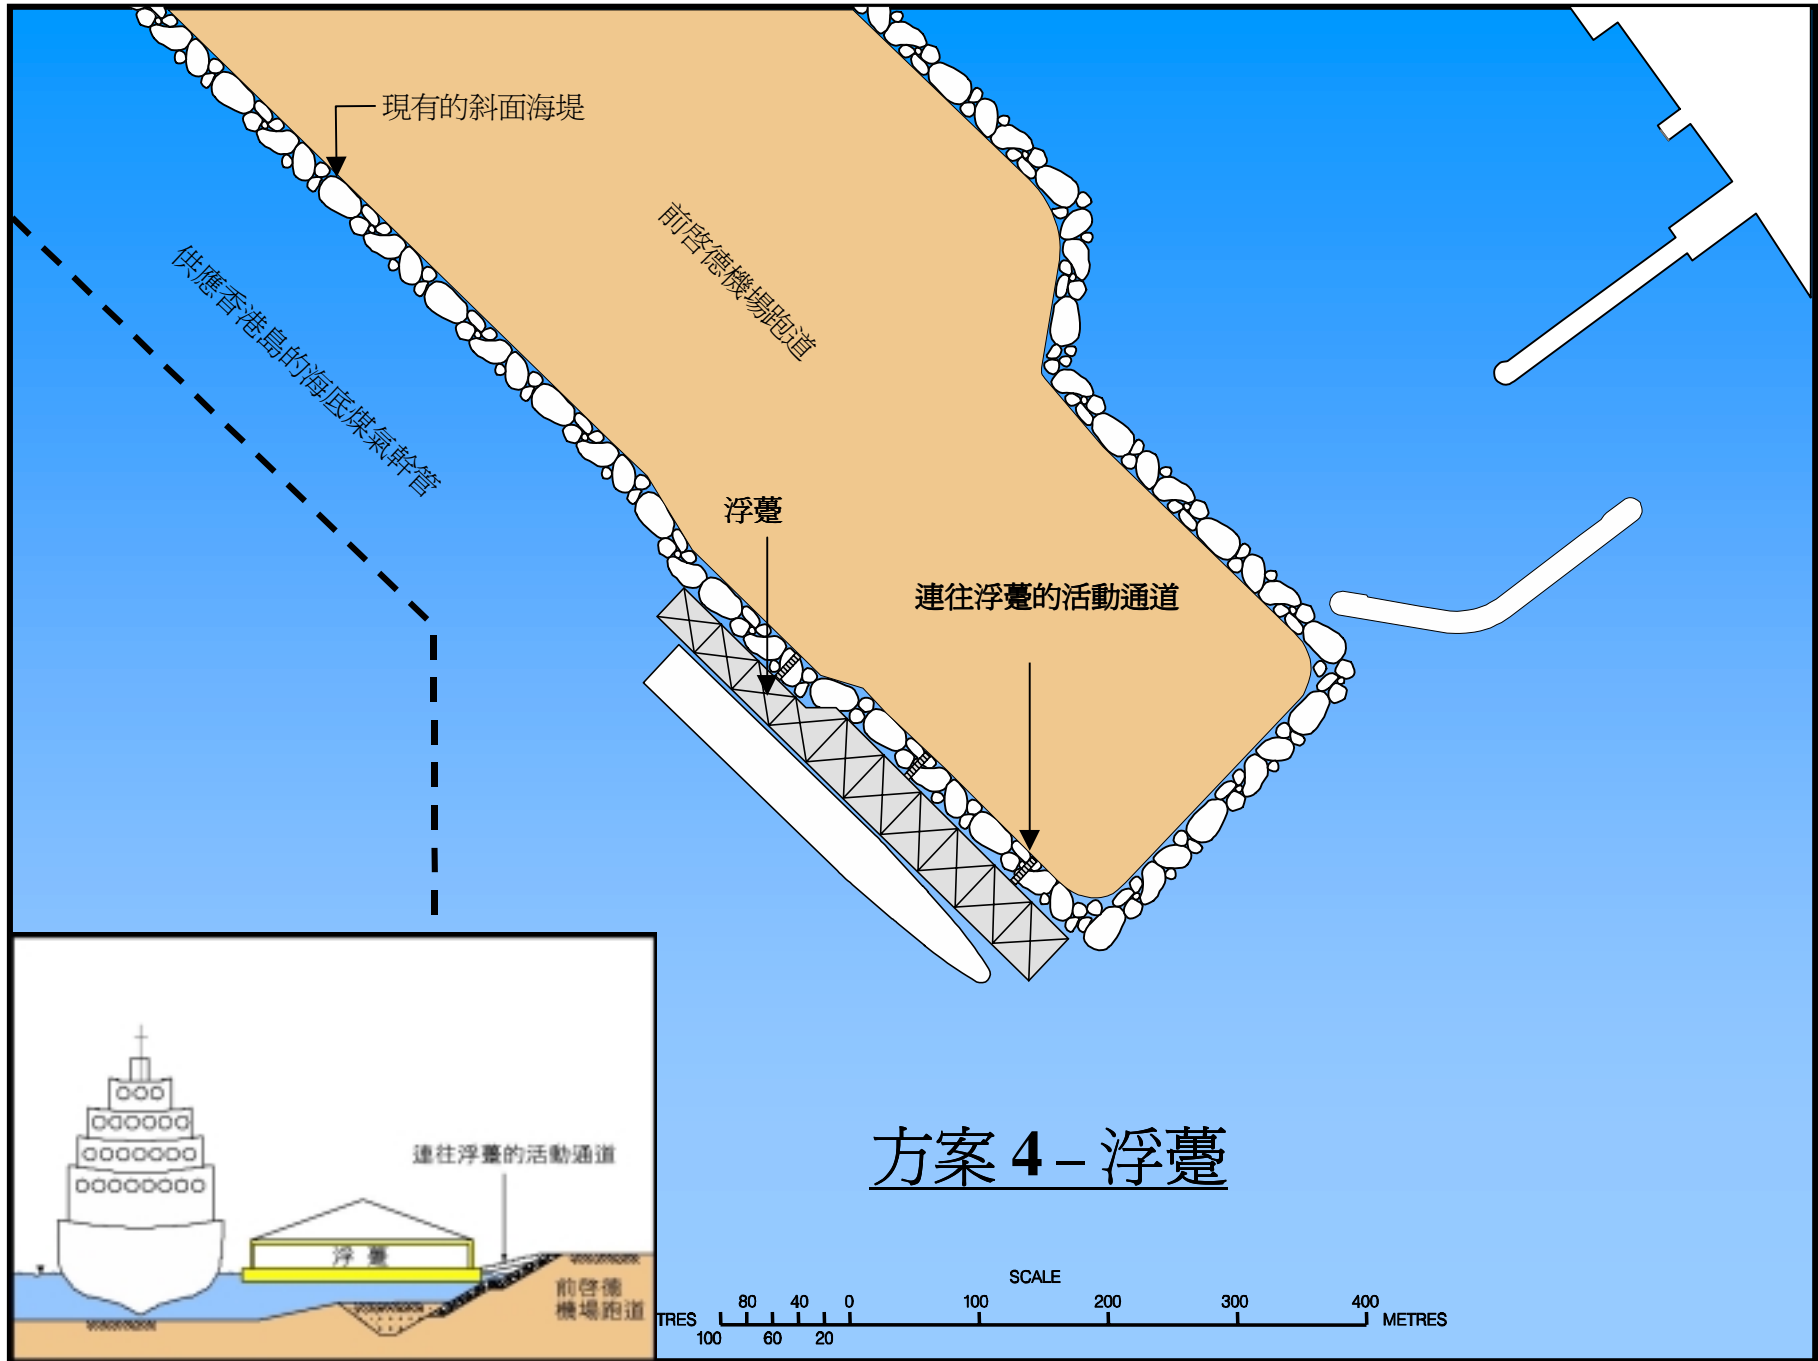 現有的斜面海堤
前啓德機場跑道
供應香港島的海底煤氣幹管
浮躉
連往浮躉的活動通道
方案 4 – 浮躉
連往浮躉的活動通道
浮 躉
前啓德
機場跑道
SCALE
80 40 0 100 200 300 400
TRES METRES
100 60 20